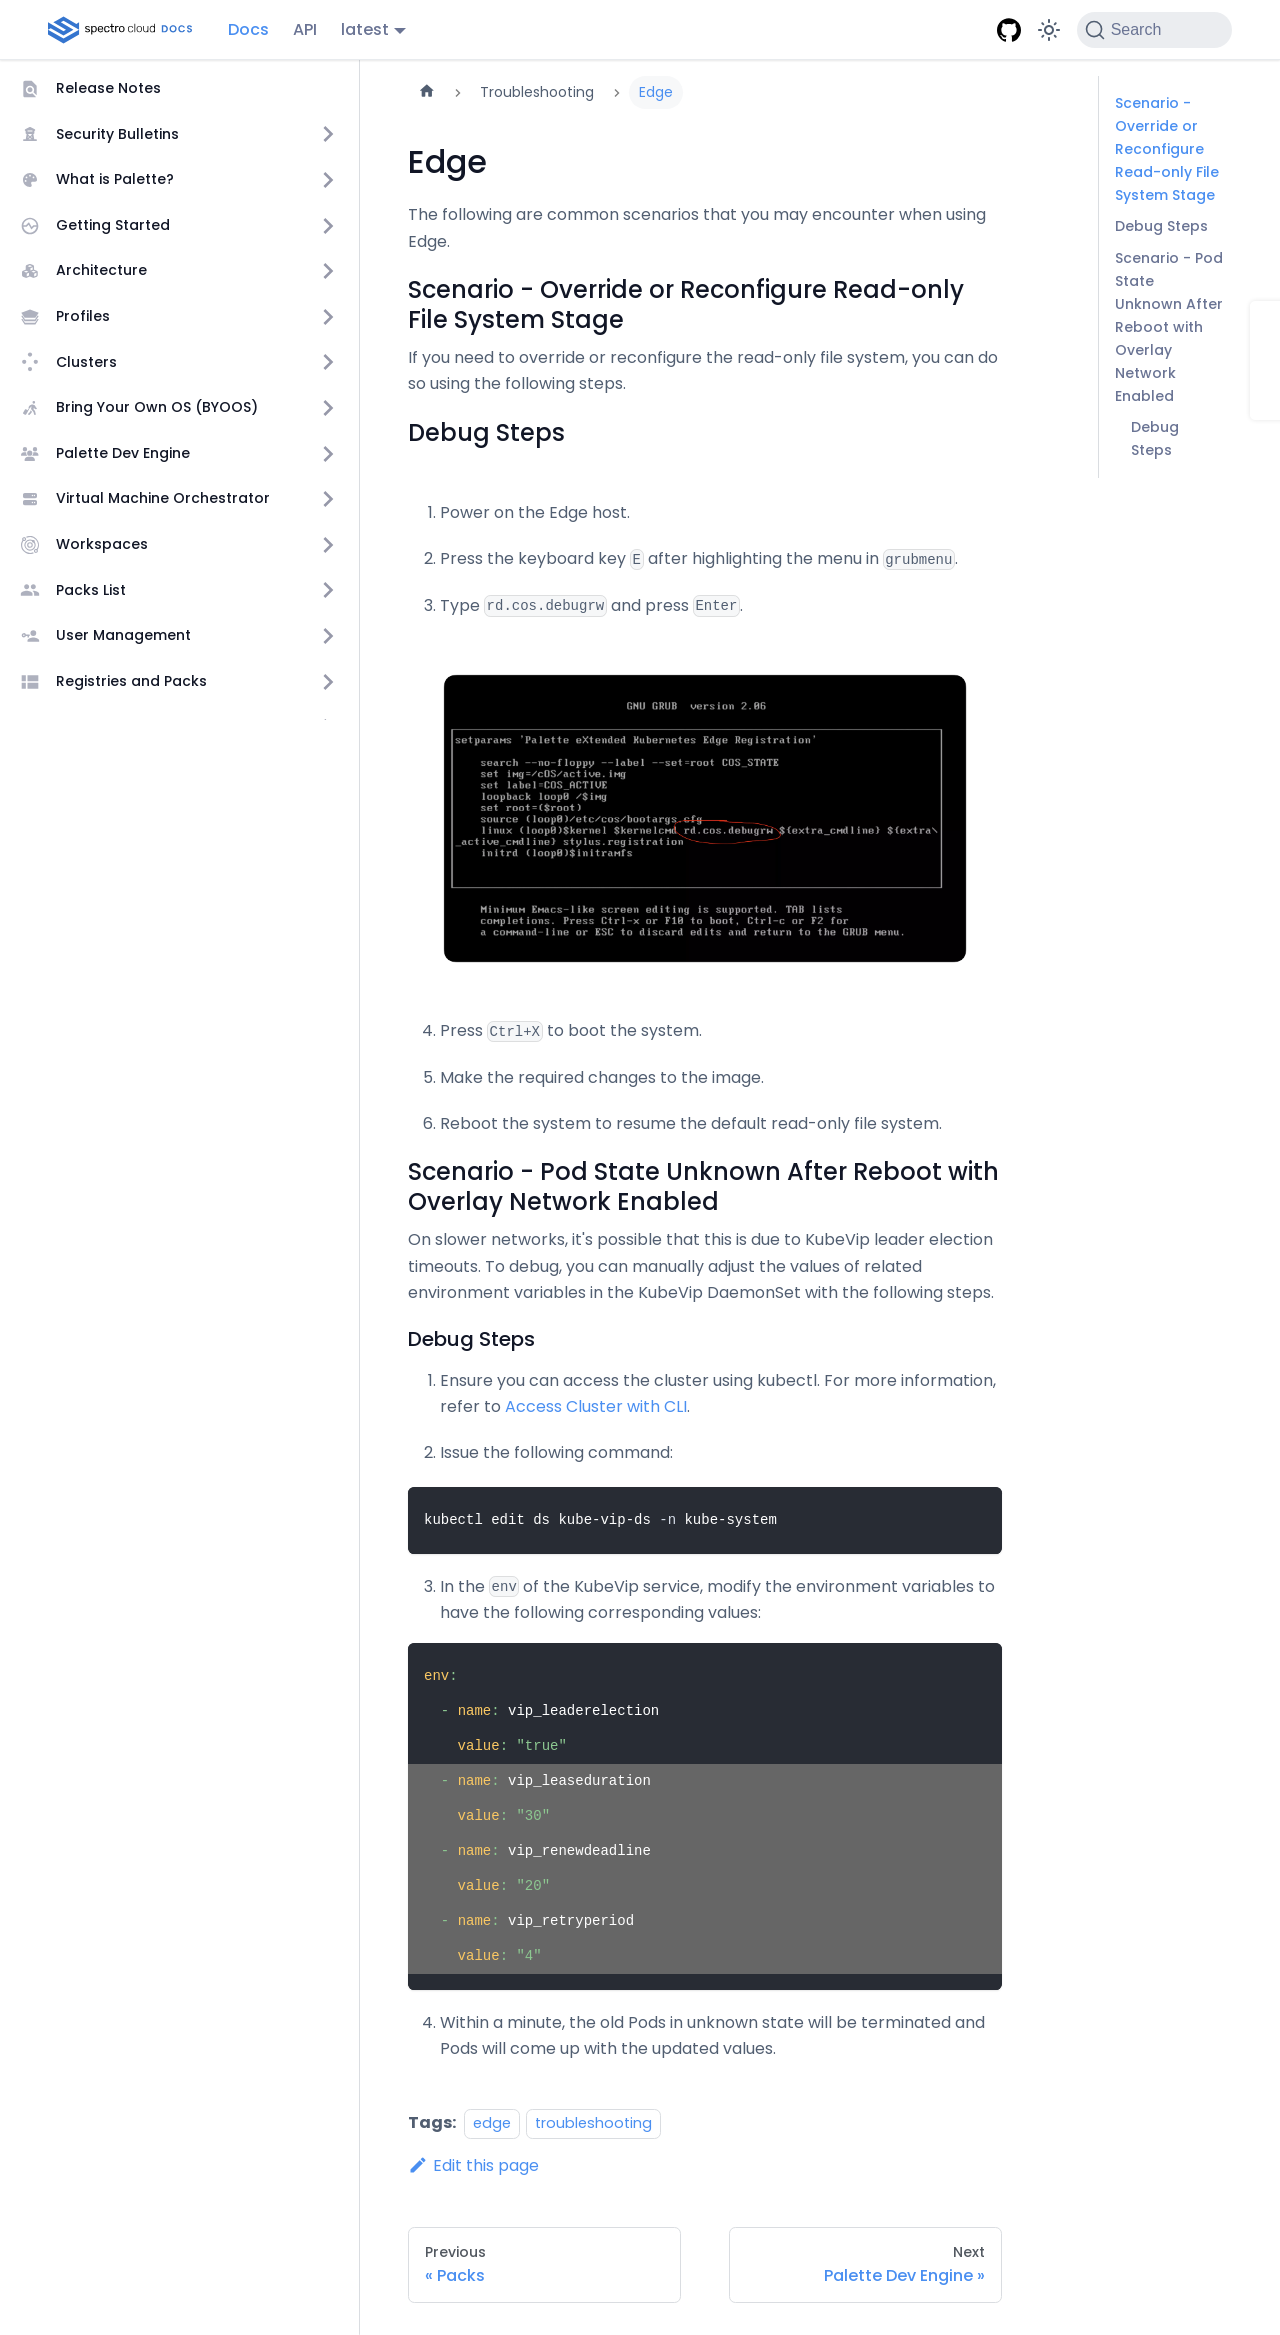 spectro cloud DOCS
Docs
API
latest
Search
Release Notes
Security Bulletins
What is Palette?
Getting Started
Architecture
Profiles
Clusters
Bring Your Own OS (BYOOS)
Palette Dev Engine
Virtual Machine Orchestrator
Workspaces
Packs List
User Management
Registries and Packs
Troubleshooting
Edge
Edge
The following are common scenarios that you may encounter when using
Edge.
Scenario - Override or Reconfigure Read-only
File System Stage
If you need to override or reconfigure the read-only file system, you can do
so using the following steps.
Debug Steps
1. Power on the Edge host.
2. Press the keyboard key E after highlighting the menu in grubmenu.
3. Type rd.cos.debugrw and press Enter.
GNU GRUB  version 2.06
setparams 'Palette eXtended Kubernetes Edge Registration'
search --no-floppy --label --set=root COS_STATE
set img=/cOS/active.img
set label=COS_ACTIVE
loopback loop0 /$img
set root=($root)
source (loop0)/etc/cos/bootargs.cfg
linux (loop0)$kernel $kernelcmd rd.cos.debugrw ${extra_cmdline} ${extra\
_active_cmdline} stylus.registration
initrd (loop0)$initramfs
Minimum Emacs-like screen editing is supported. TAB lists
completions. Press Ctrl-x or F10 to boot, Ctrl-c or F2 for
a command-line or ESC to discard edits and return to the GRUB menu.
4. Press Ctrl+X to boot the system.
5. Make the required changes to the image.
6. Reboot the system to resume the default read-only file system.
Scenario - Pod State Unknown After Reboot with
Overlay Network Enabled
On slower networks, it's possible that this is due to KubeVip leader election
timeouts. To debug, you can manually adjust the values of related
environment variables in the KubeVip DaemonSet with the following steps.
Debug Steps
1. Ensure you can access the cluster using kubectl. For more information,
refer to Access Cluster with CLI.
2. Issue the following command:
kubectl edit ds kube-vip-ds -n kube-system
3. In the env of the KubeVip service, modify the environment variables to
have the following corresponding values:
env:
- name: vip_leaderelection
value: "true"
- name: vip_leaseduration
value: "30"
- name: vip_renewdeadline
value: "20"
- name: vip_retryperiod
value: "4"
4. Within a minute, the old Pods in unknown state will be terminated and
Pods will come up with the updated values.
Tags: edge troubleshooting
Edit this page
Previous
« Packs
Next
Palette Dev Engine »
Scenario -
Override or
Reconfigure
Read-only File
System Stage
Debug Steps
Scenario - Pod
State
Unknown After
Reboot with
Overlay
Network
Enabled
Debug
Steps